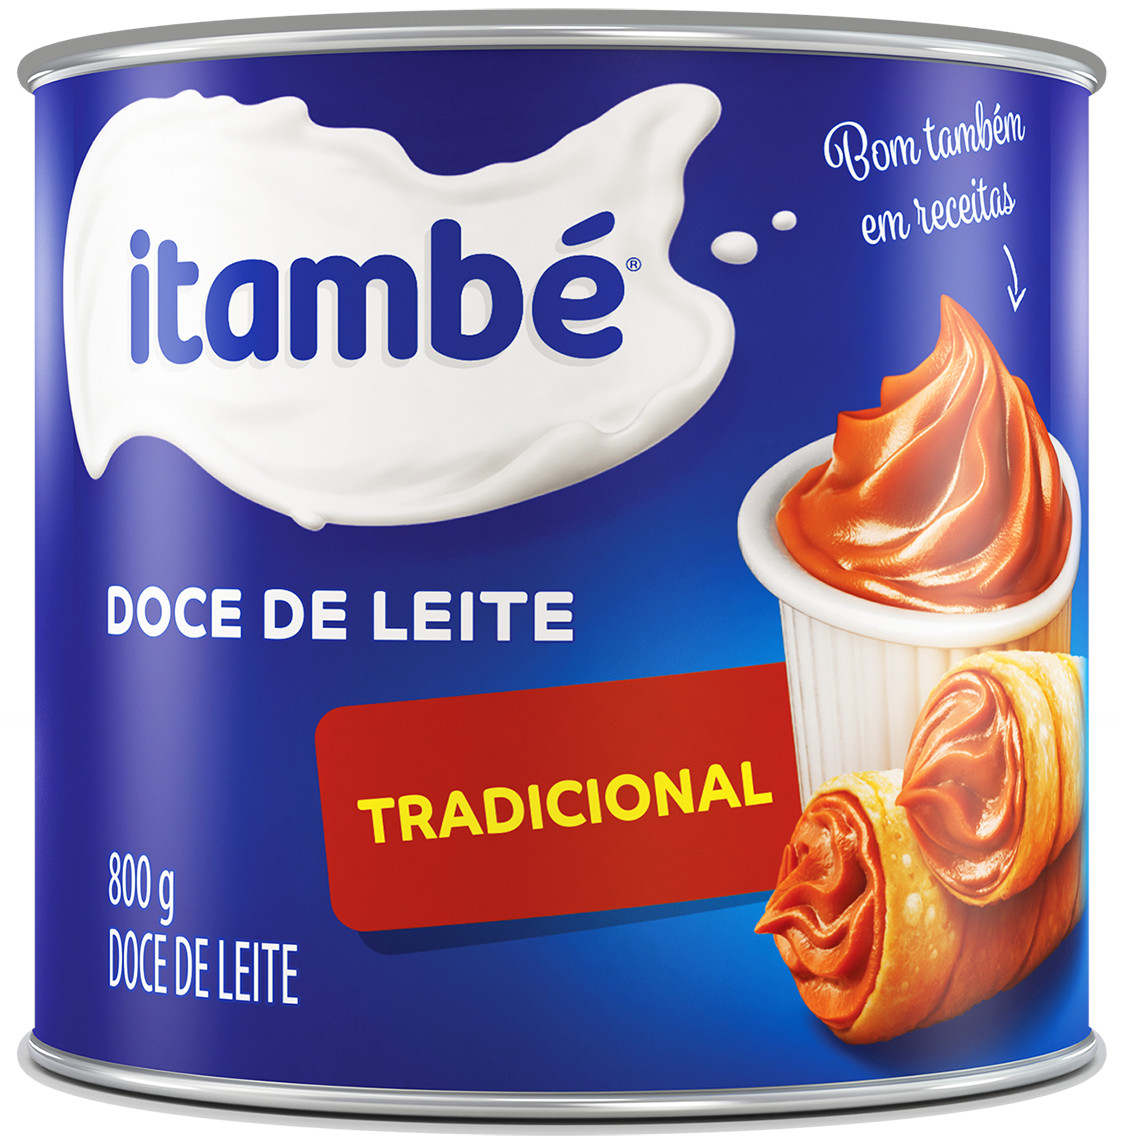 itambé®
Bom também
em receitas
DOCE DE LEITE
TRADICIONAL
800 g
DOCE DE LEITE